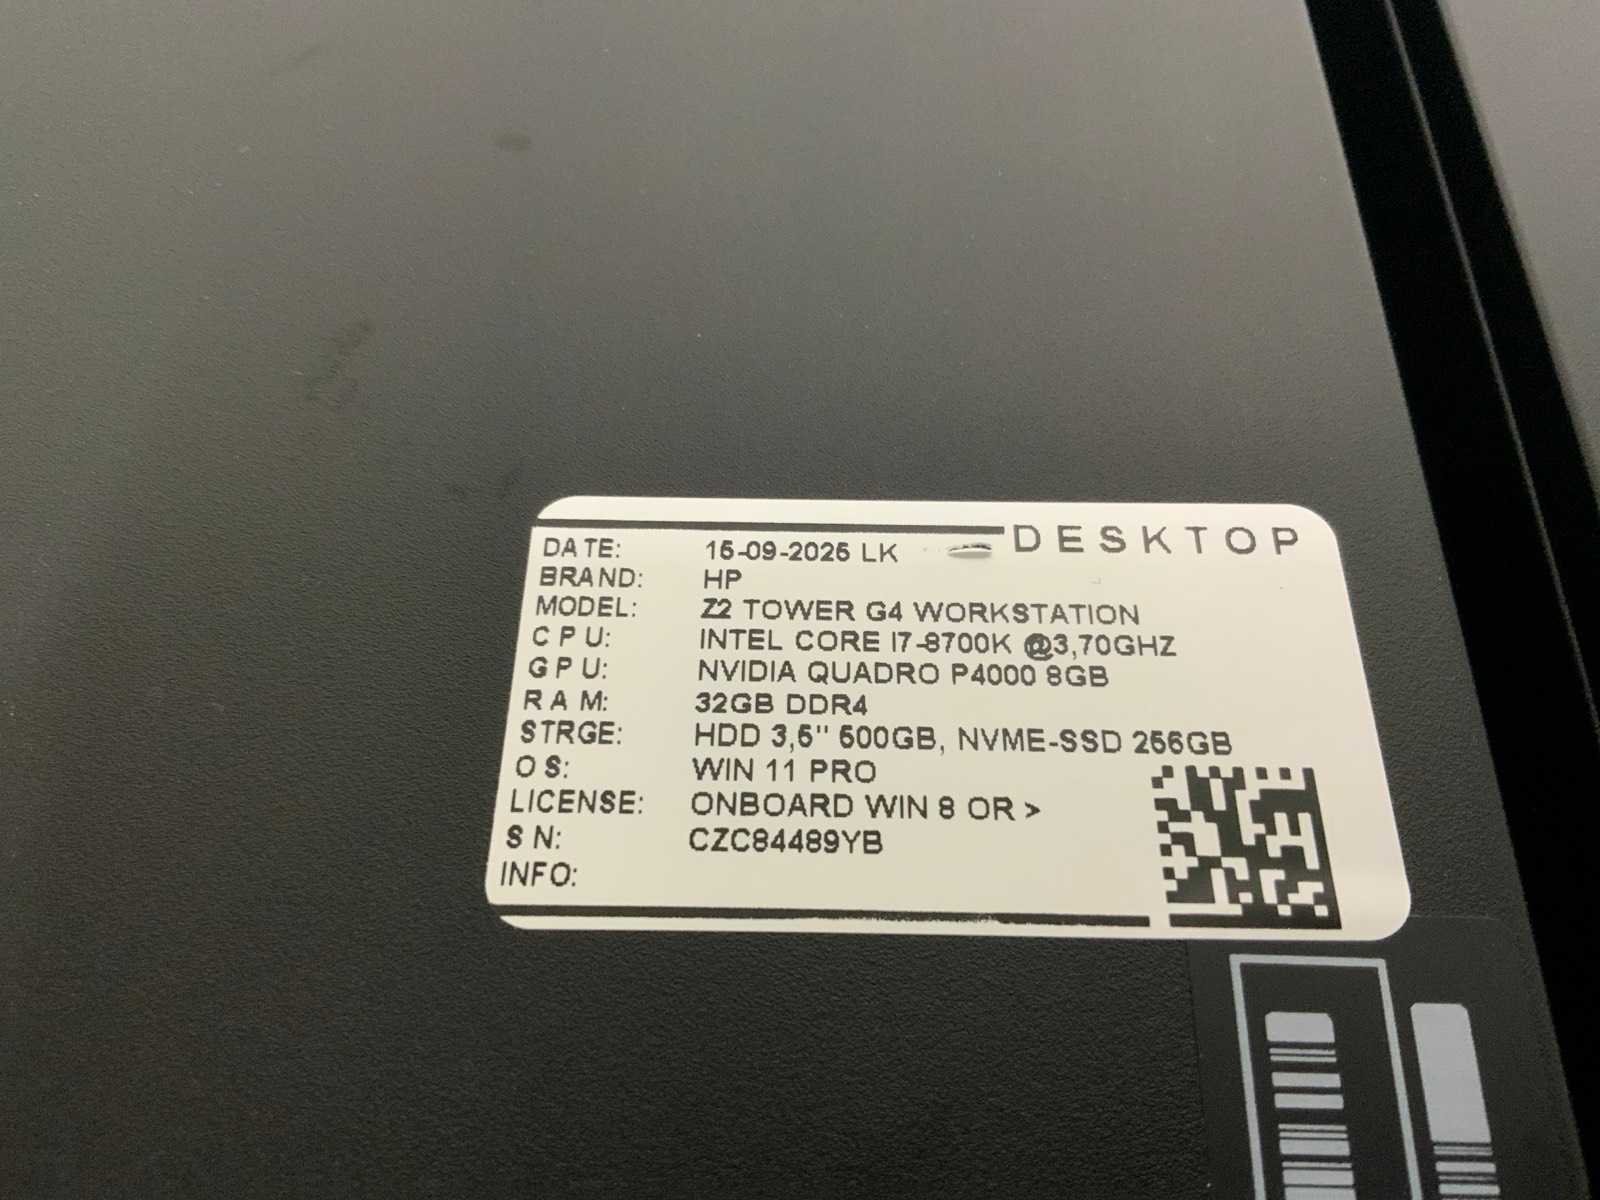 DESKTOP
DATE: 15-09-2025 LK
BRAND: HP
MODEL: Z2 TOWER G4 WORKSTATION
CPU: INTEL CORE I7-8700K @3,70GHZ
GPU: NVIDIA QUADRO P4000 8GB
RAM: 32GB DDR4
STRGE: HDD 3,5" 500GB, NVME-SSD 256GB
OS: WIN 11 PRO
LICENSE: ONBOARD WIN 8 OR >
SN: CZC84489YB
INFO: